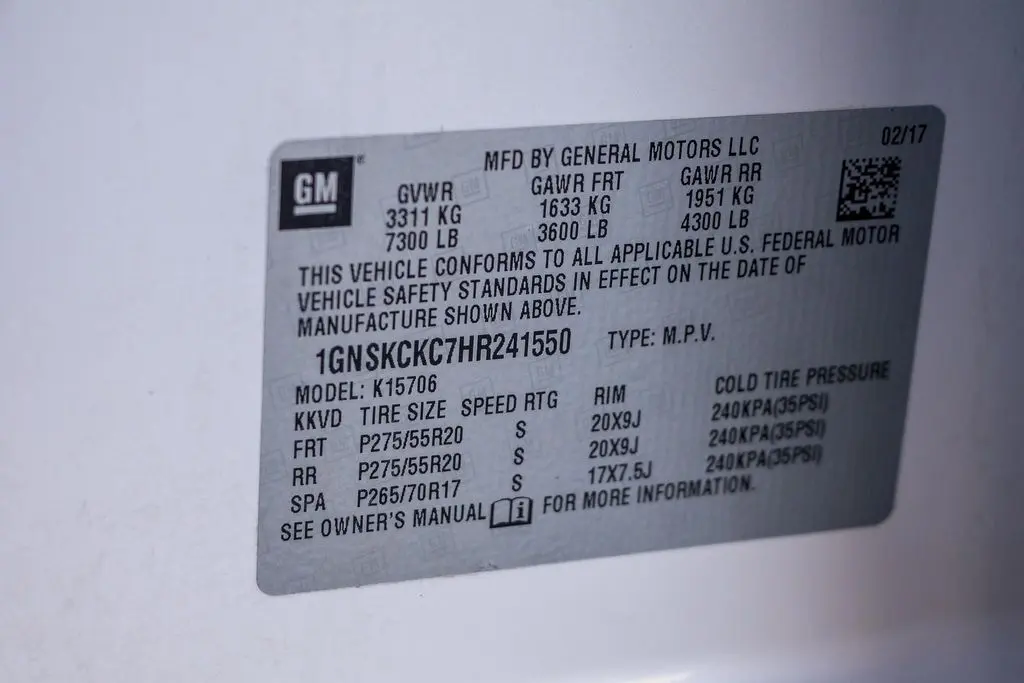 02/17
MFD BY GENERAL MOTORS LLC
GM
GVWR GAWR FRT GAWR RR
3311 KG 1633 KG 1951 KG
7300 LB 3600 LB 4300 LB
THIS VEHICLE CONFORMS TO ALL APPLICABLE U.S. FEDERAL MOTOR
VEHICLE SAFETY STANDARDS IN EFFECT ON THE DATE OF
MANUFACTURE SHOWN ABOVE.
1GNSKCKC7HR241550 TYPE: M.P.V.
MODEL: K15706
KKVD TIRE SIZE SPEED RTG RIM COLD TIRE PRESSURE
FRT P275/55R20 S 20X9J 240KPA(35PSI)
RR P275/55R20 S 20X9J 240KPA(35PSI)
SPA P265/70R17 S 17X7.5J 240KPA(35PSI)
SEE OWNER'S MANUAL i FOR MORE INFORMATION.